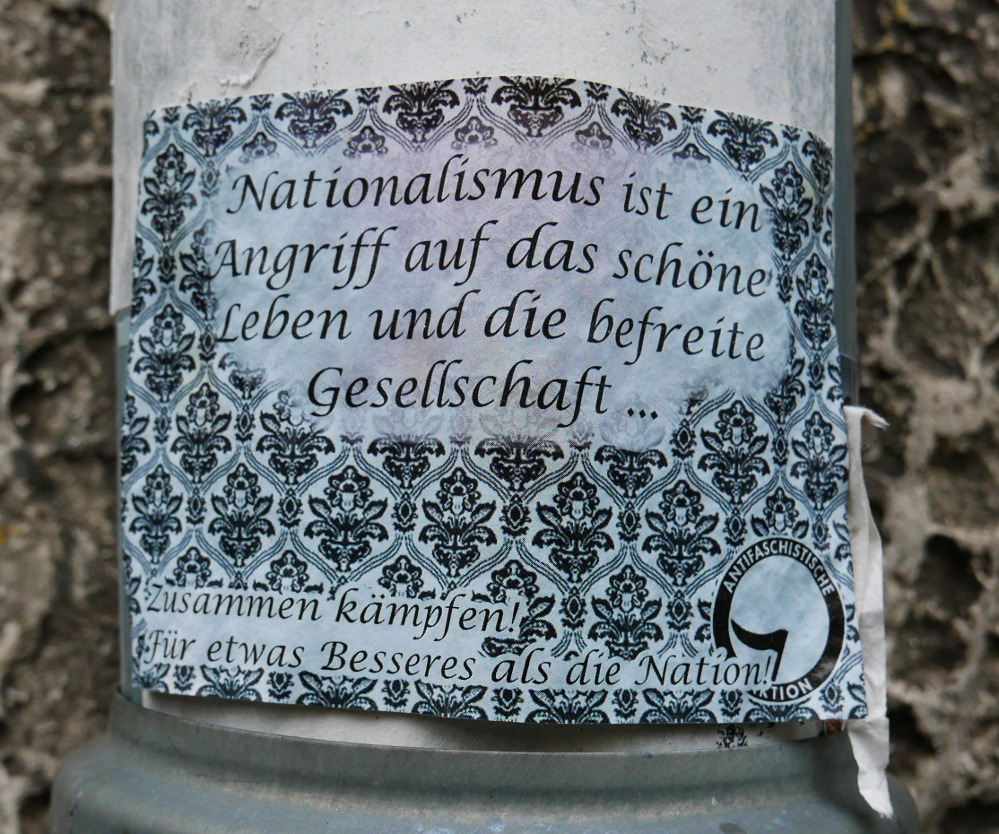 Nationalismus ist ein
Angriff auf das schöne
Leben und die befreite
Gesellschaft ...
Zusammen kämpfen!
Für etwas Besseres als die Nation!
ANTIFASCHISTISCHE
KTION